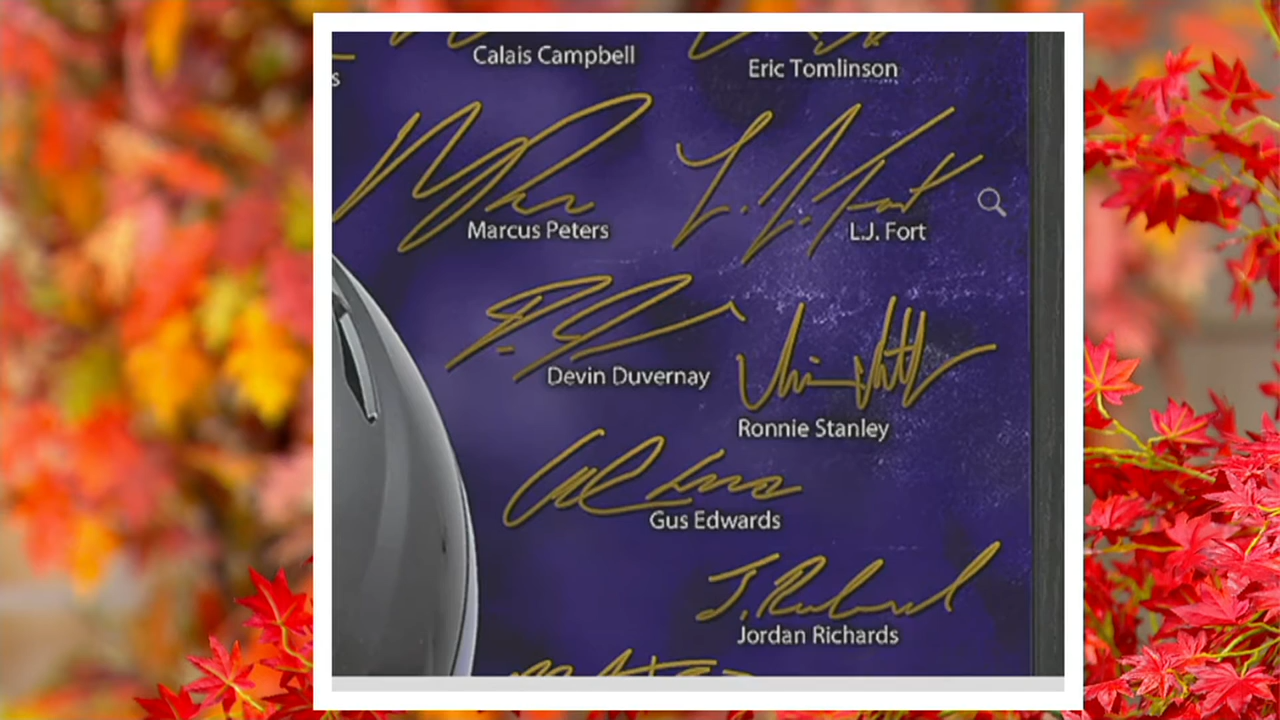 Calais Campbell
Eric Tomlinson
s
Marcus Peters
L.J. Fort
Devin Duvernay
Ronnie Stanley
Gus Edwards
Jordan Richards